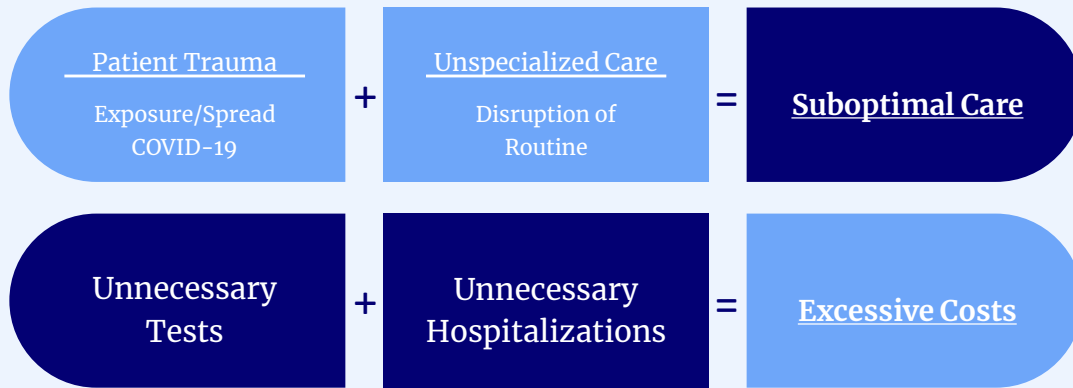 Patient Trauma
Exposure/Spread
COVID-19
+
Unspecialized Care
Disruption of
Routine
=
Suboptimal Care
Unnecessary
Tests
+
Unnecessary
Hospitalizations
=
Excessive Costs